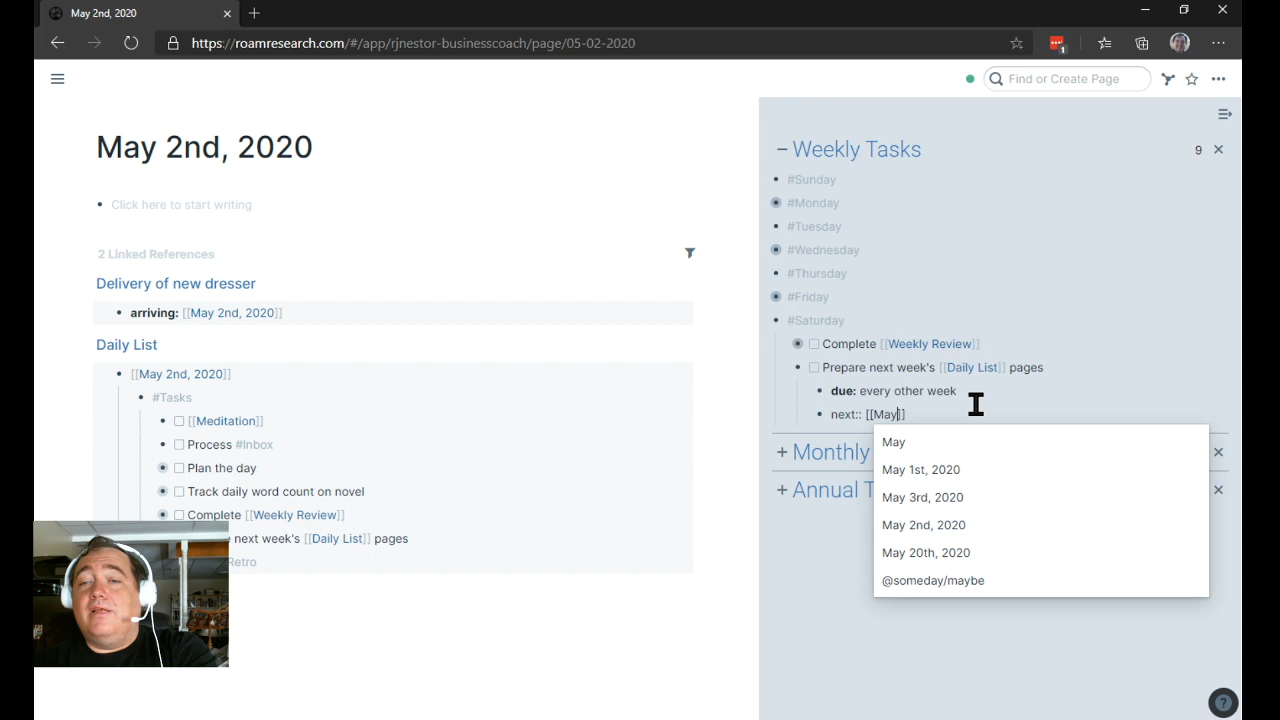 May 2nd, 2020
https://roamresearch.com/#/app/rjnestor-businesscoach/page/05-02-2020
1
Find or Create Page
May 2nd, 2020
Click here to start writing
2 Linked References
Delivery of new dresser
arriving: [[May 2nd, 2020]]
Daily List
[[May 2nd, 2020]]
#Tasks
[[Meditation]]
Process #Inbox
Plan the day
Track daily word count on novel
Complete [[Weekly Review]]
next week's [[Daily List]] pages
Retro
Weekly Tasks
9
#Sunday
#Monday
#Tuesday
#Wednesday
#Thursday
#Friday
#Saturday
Complete [[Weekly Review]]
Prepare next week's [[Daily List]] pages
due: every other week
next:: [[May]]
May
May 1st, 2020
May 3rd, 2020
May 2nd, 2020
May 20th, 2020
@someday/maybe
Monthly
Annual T